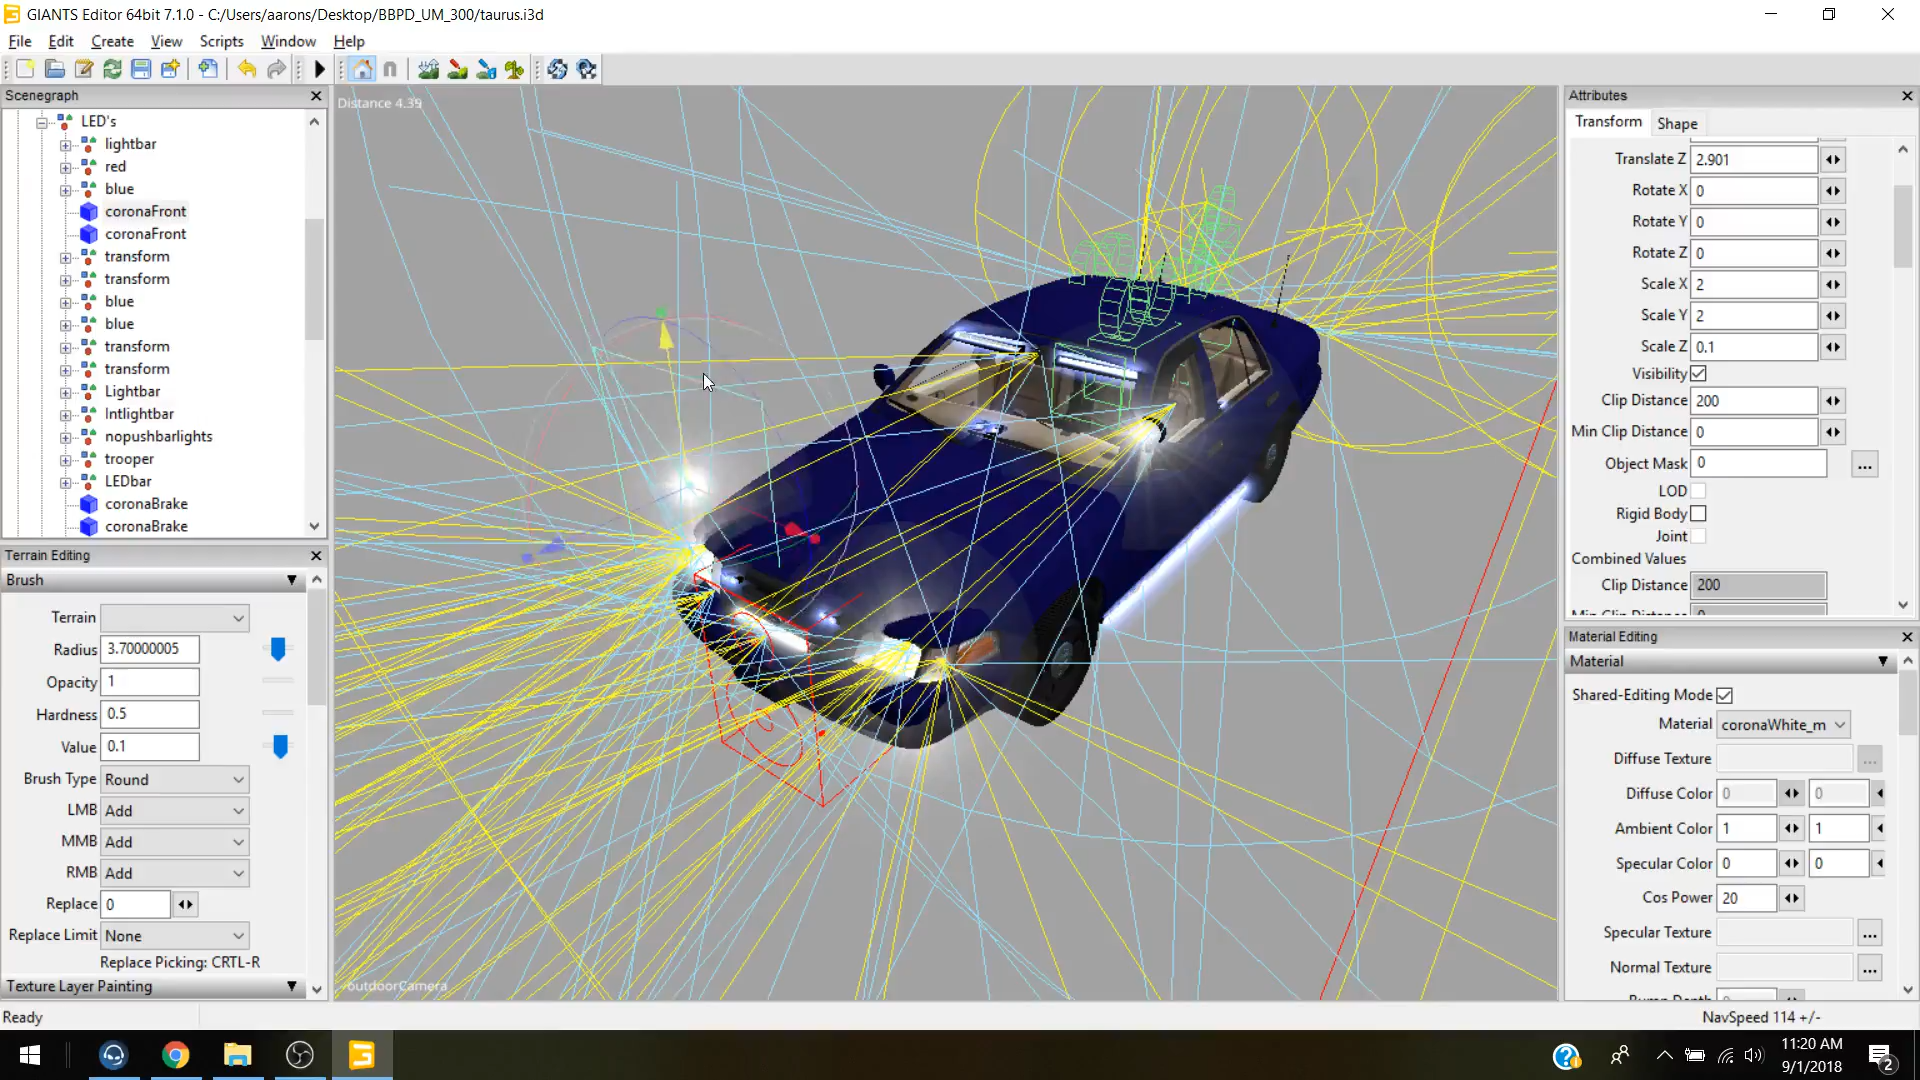 GIANTS Editor 64bit 7.1.0 - C:/Users/aarons/Desktop/BBPD_UM_300/taurus.i3d
File Edit Create View Scripts Window Help
Scenegraph
LED's
lightbar
red
blue
coronaFront
coronaFront
transform
transform
blue
blue
transform
transform
Lightbar
Intlightbar
nopushbarlights
trooper
LEDbar
coronaBrake
coronaBrake
Terrain Editing
Brush
Terrain
Radius 3.70000005
Opacity 1
Hardness 0.5
Value 0.1
Brush Type Round
LMB Add
MMB Add
RMB Add
Replace 0
Replace Limit None
Replace Picking: CRTL-R
Texture Layer Painting
Ready
Distance 4.39
outdoorCamera
Attributes
Transform Shape
Translate Z 2.901
Rotate X 0
Rotate Y 0
Rotate Z 0
Scale X 2
Scale Y 2
Scale Z 0.1
Visibility
Clip Distance 200
Min Clip Distance 0
Object Mask 0 ...
LOD
Rigid Body
Joint
Combined Values
Clip Distance 200
Material Editing
Material
Shared-Editing Mode
Material coronaWhite_m
Diffuse Texture ...
Diffuse Color 0 0
Ambient Color 1 1
Specular Color 0 0
Cos Power 20
Specular Texture ...
Normal Texture ...
NavSpeed 114 +/-
11:20 AM
9/1/2018
2